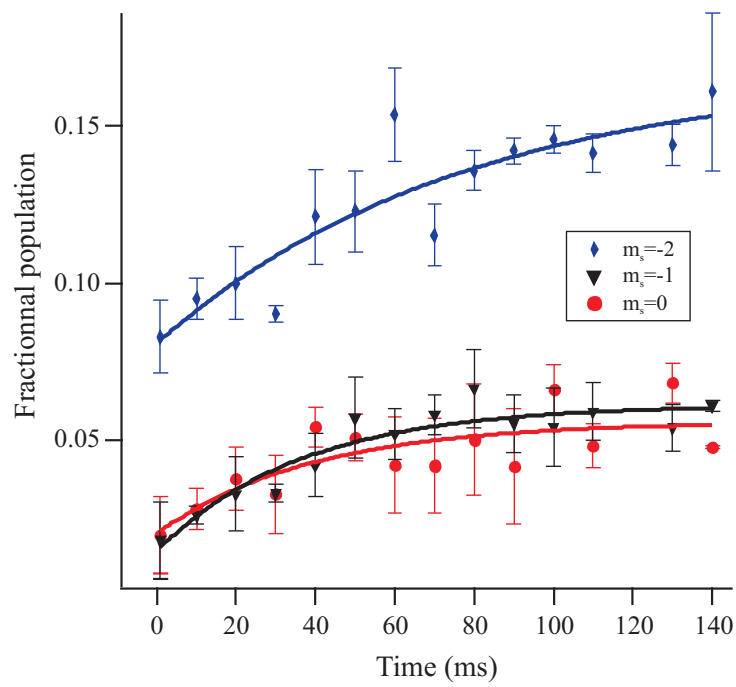 Fractionnal population
0.15
0.10
0.05
m_s=-2
m_s=-1
m_s=0
0 20 40 60 80 100 120 140
Time (ms)